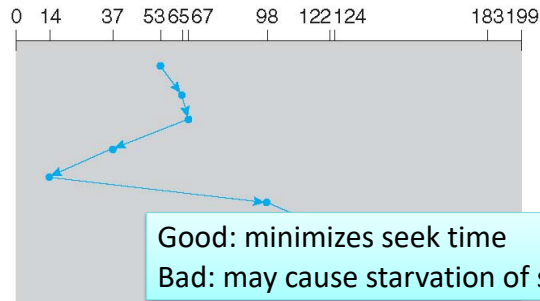 0 14 37 53 65 67 98 122 124 183 199
Good: minimizes seek time
Bad: may cause starvation of